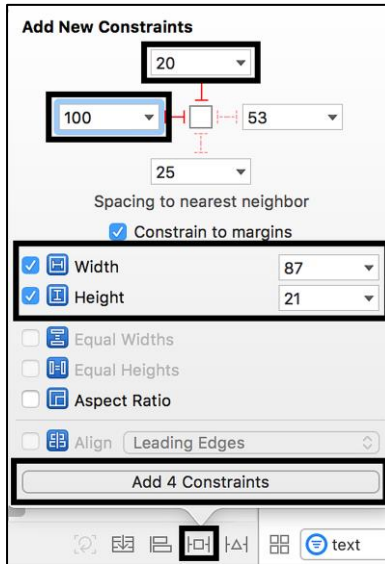 Add New Constraints
20
100
53
25
Spacing to nearest neighbor
Constrain to margins
Width 87
Height 21
Equal Widths
Equal Heights
Aspect Ratio
Align Leading Edges
Add 4 Constraints
text